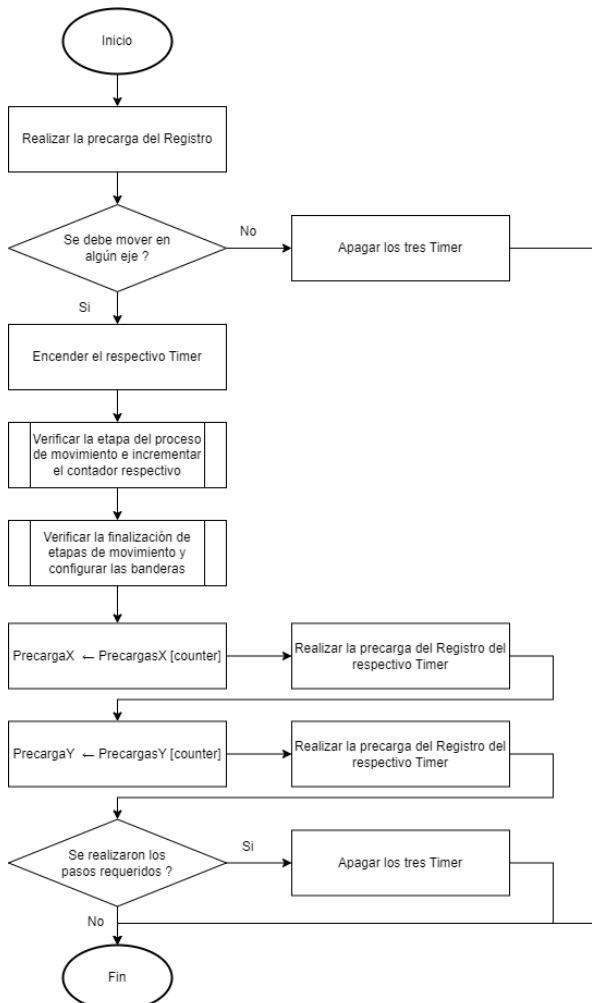 Inicio
Realizar la precarga del Registro
Se debe mover en
algún eje ?
No
Apagar los tres Timer
Si
Encender el respectivo Timer
Verificar la etapa del proceso
de movimiento e incrementar
el contador respectivo
Verificar la finalización de
etapas de movimiento y
configurar las banderas
PrecargaX ← PrecargasX [counter]
Realizar la precarga del Registro del
respectivo Timer
PrecargaY ← PrecargasY [counter]
Realizar la precarga del Registro del
respectivo Timer
Se realizaron los
pasos requeridos ?
Si
Apagar los tres Timer
No
Fin